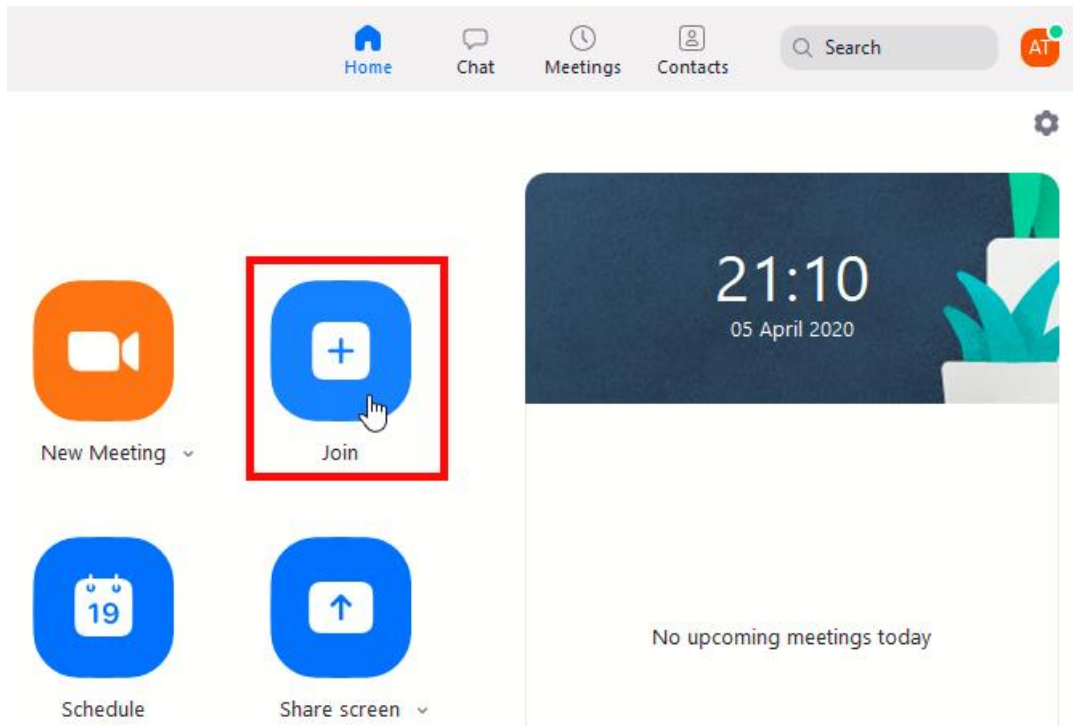 Home
Chat
Meetings
Contacts
Search
AT
21:10
05 April 2020
New Meeting
Join
19
Schedule
Share screen
No upcoming meetings today